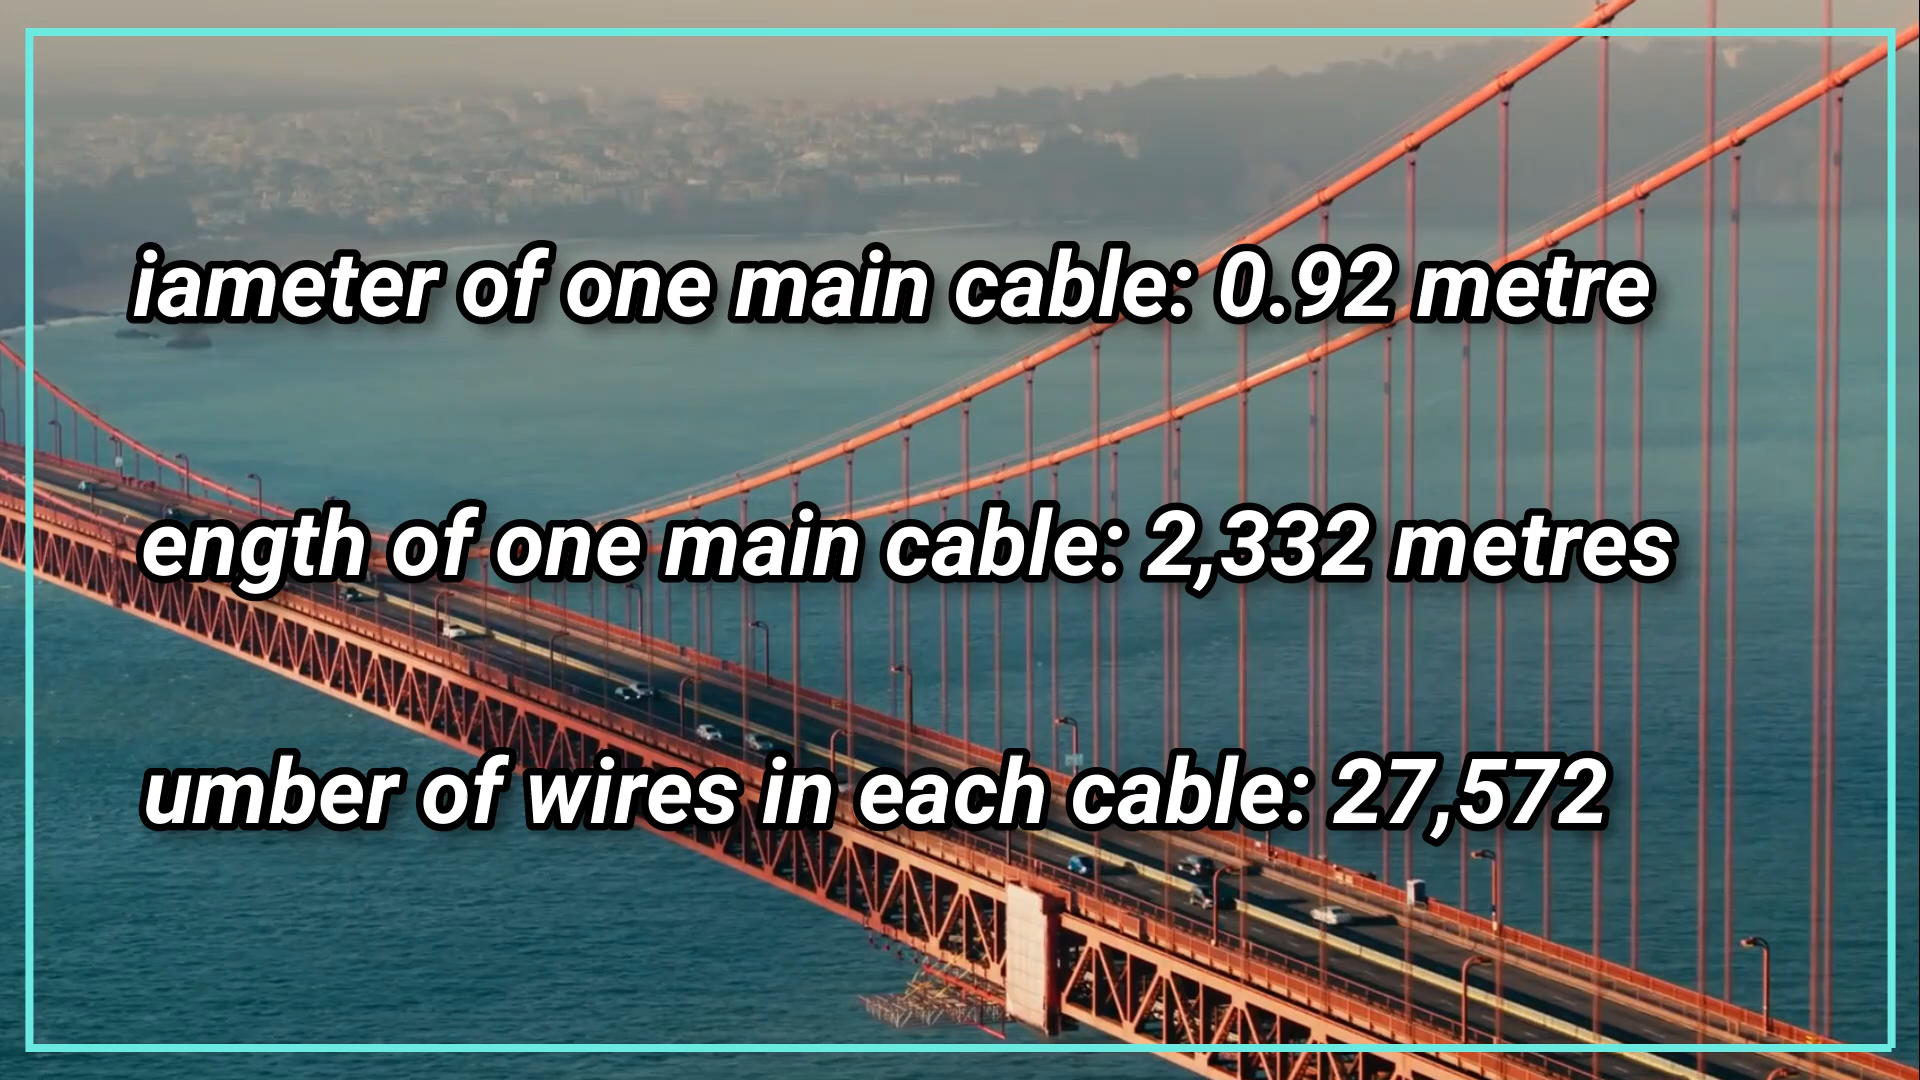 iameter of one main cable: 0.92 metre
ength of one main cable: 2,332 metres
umber of wires in each cable: 27,572